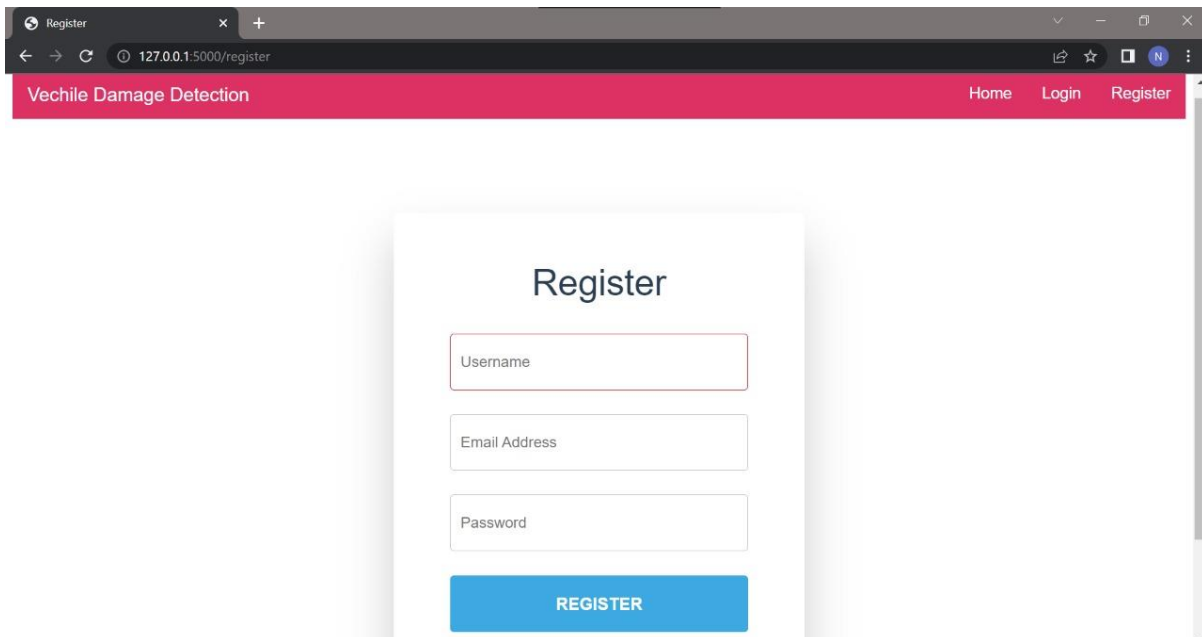 Register
127.0.0.1:5000/register
N
Vechile Damage Detection
Home Login Register
Register
Username
Email Address
Password
REGISTER